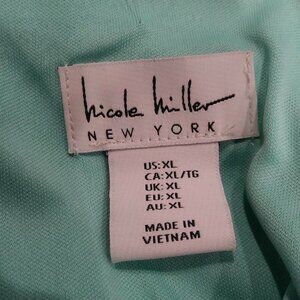 nicole miller
NEW YORK
US: XL
CA: XL/TG
UK: XL
EU: XL
AU: XL
MADE IN
VIETNAM